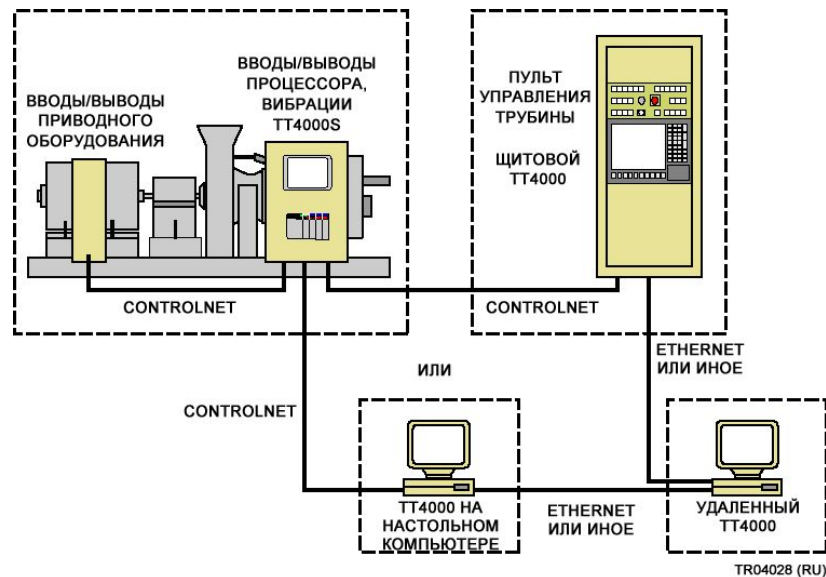 ВВОДЫ/ВЫВОДЫ
ПРИВОДНОГО
ОБОРУДОВАНИЯ
ВВОДЫ/ВЫВОДЫ
ПРОЦЕССОРА,
ВИБРАЦИИ
TT4000S
ПУЛЬТ
УПРАВЛЕНИЯ
ТРУБИНЫ
ЩИТОВОЙ
TT4000
CONTROLNET
CONTROLNET
ETHERNET
ИЛИ ИНОЕ
ИЛИ
CONTROLNET
TT4000 НА
НАСТОЛЬНОМ
КОМПЬЮТЕРЕ
ETHERNET
ИЛИ ИНОЕ
УДАЛЕННЫЙ
TT4000
TR04028 (RU)